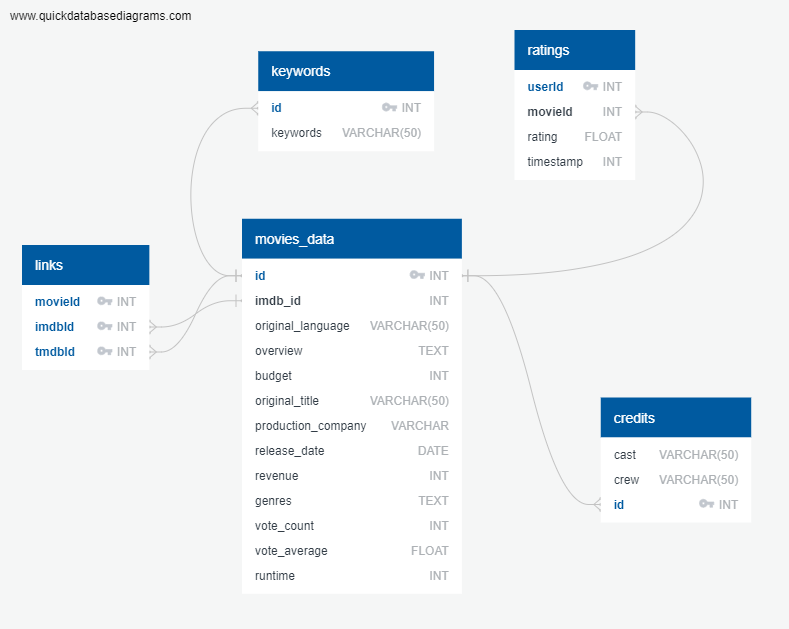 www.quickdatabasediagrams.com
keywords
id INT
keywords VARCHAR(50)
ratings
userId INT
movieId INT
rating FLOAT
timestamp INT
links
movieId INT
imdbId INT
tmdbId INT
movies_data
id INT
imdb_id INT
original_language VARCHAR(50)
overview TEXT
budget INT
original_title VARCHAR(50)
production_company VARCHAR
release_date DATE
revenue INT
genres TEXT
vote_count INT
vote_average FLOAT
runtime INT
credits
cast VARCHAR(50)
crew VARCHAR(50)
id INT